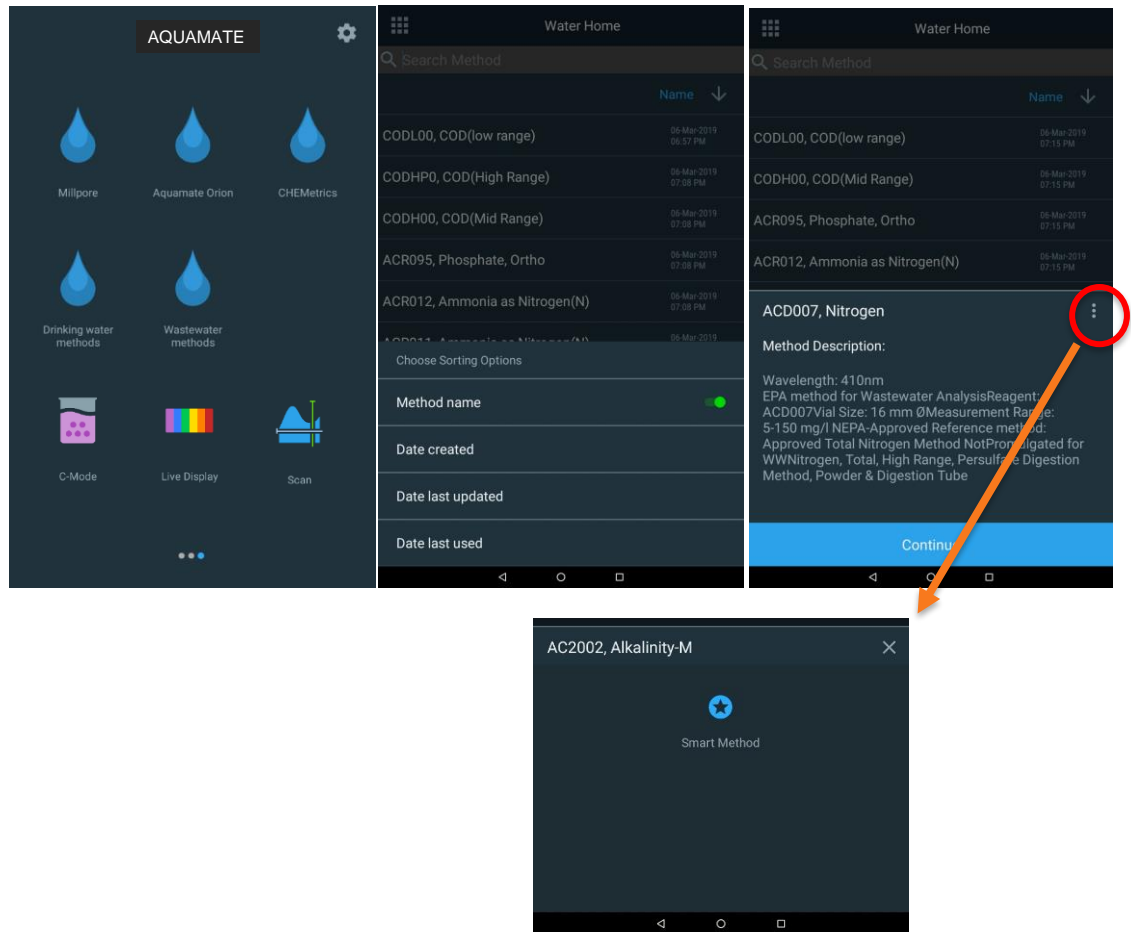 AQUAMATE
Millpore
Aquamate Orion
CHEMetrics
Drinking water
methods
Wastewater
methods
C-Mode
Live Display
Scan
Water Home
Search Method
Name
CODL00, COD(low range)
06-Mar-2019
06:57 PM
CODHP0, COD(High Range)
06-Mar-2019
07:08 PM
CODH00, COD(Mid Range)
06-Mar-2019
07:08 PM
ACR095, Phosphate, Ortho
06-Mar-2019
07:08 PM
ACR012, Ammonia as Nitrogen(N)
06-Mar-2019
07:08 PM
06-Mar-2019
Choose Sorting Options
Method name
Date created
Date last updated
Date last used
Water Home
Search Method
Name
CODL00, COD(low range)
06-Mar-2019
07:15 PM
CODH00, COD(Mid Range)
06-Mar-2019
07:15 PM
ACR095, Phosphate, Ortho
06-Mar-2019
07:15 PM
ACR012, Ammonia as Nitrogen(N)
06-Mar-2019
07:15 PM
ACD007, Nitrogen
Method Description:
Wavelength: 410nm
EPA method for Wastewater AnalysisReagent:
ACD007Vial Size: 16 mm ØMeasurement Range:
5-150 mg/l NEPA-Approved Reference method:
Approved Total Nitrogen Method NotPromulgated for
WWNitrogen, Total, High Range, Persulfate Digestion
Method, Powder & Digestion Tube
Continue
AC2002, Alkalinity-M
Smart Method